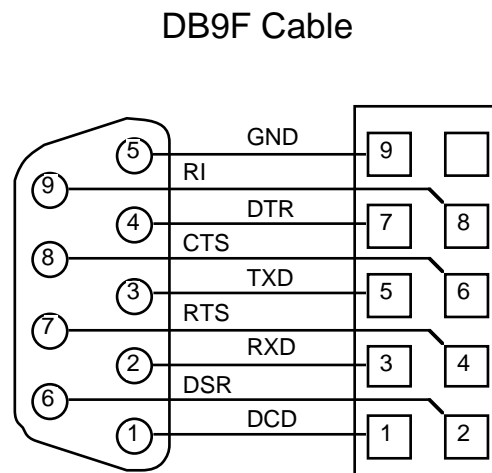 DB9F Cable
5 GND 9
9 RI
4 DTR 7 8
8 CTS
3 TXD 5 6
7 RTS
2 RXD 3 4
6 DSR
1 DCD 1 2